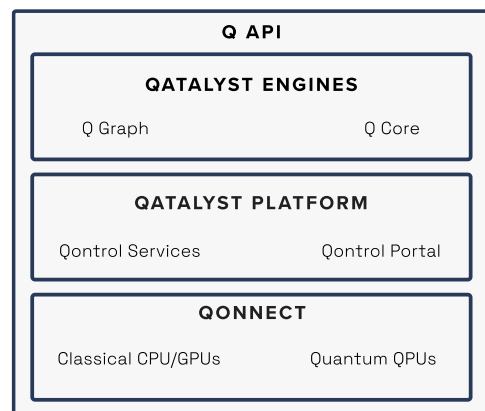 Q API
QATALYST ENGINES
Q Graph Q Core
QATALYST PLATFORM
Qontrol Services Qontrol Portal
QONNECT
Classical CPU/GPUs Quantum QPUs